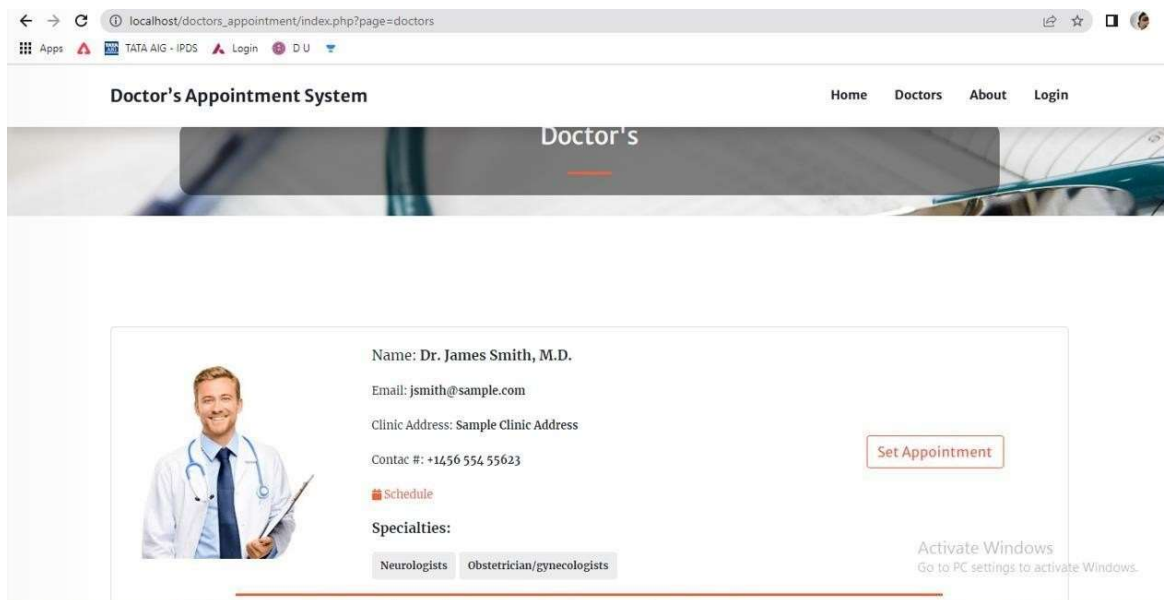 localhost/doctors_appointment/index.php?page=doctors
Apps TATA AIG - IPDS Login D U
Doctor’s Appointment System Home Doctors About Login
Doctor's
Name: Dr. James Smith, M.D.
Email: jsmith@sample.com
Clinic Address: Sample Clinic Address
Contac #: +1456 554 55623
Set Appointment
Schedule
Specialties:
Neurologists Obstetrician/gynecologists
Activate Windows
Go to PC settings to activate Windows.